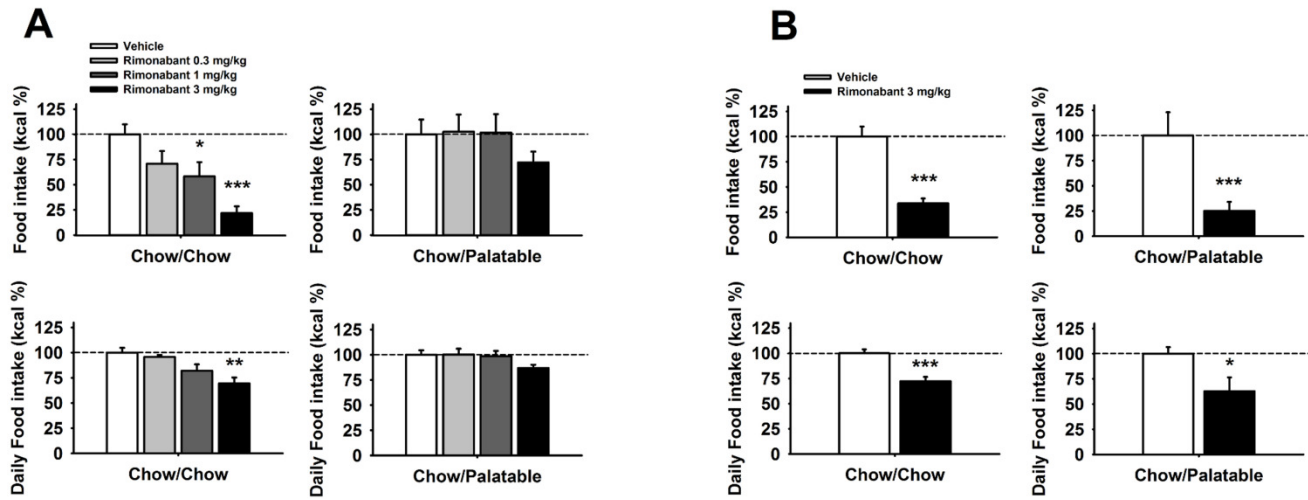 A
Vehicle
Rimonabant 0.3 mg/kg
Rimonabant 1 mg/kg
Rimonabant 3 mg/kg
Food intake (kcal %)
125
100
75
50
25
0
*
***
Chow/Chow
Food intake (kcal %)
125
100
75
50
25
0
Chow/Palatable
Daily Food intake (kcal %)
125
100
75
50
25
0
**
Chow/Chow
Daily Food intake (kcal %)
125
100
75
50
25
0
Chow/Palatable
B
Vehicle
Rimonabant 3 mg/kg
Food intake (kcal %)
125
100
75
50
25
0
***
Chow/Chow
Food intake (kcal %)
125
100
75
50
25
0
***
Chow/Palatable
Daily Food intake (kcal %)
125
100
75
50
25
0
***
Chow/Chow
Daily Food intake (kcal %)
125
100
75
50
25
0
*
Chow/Palatable